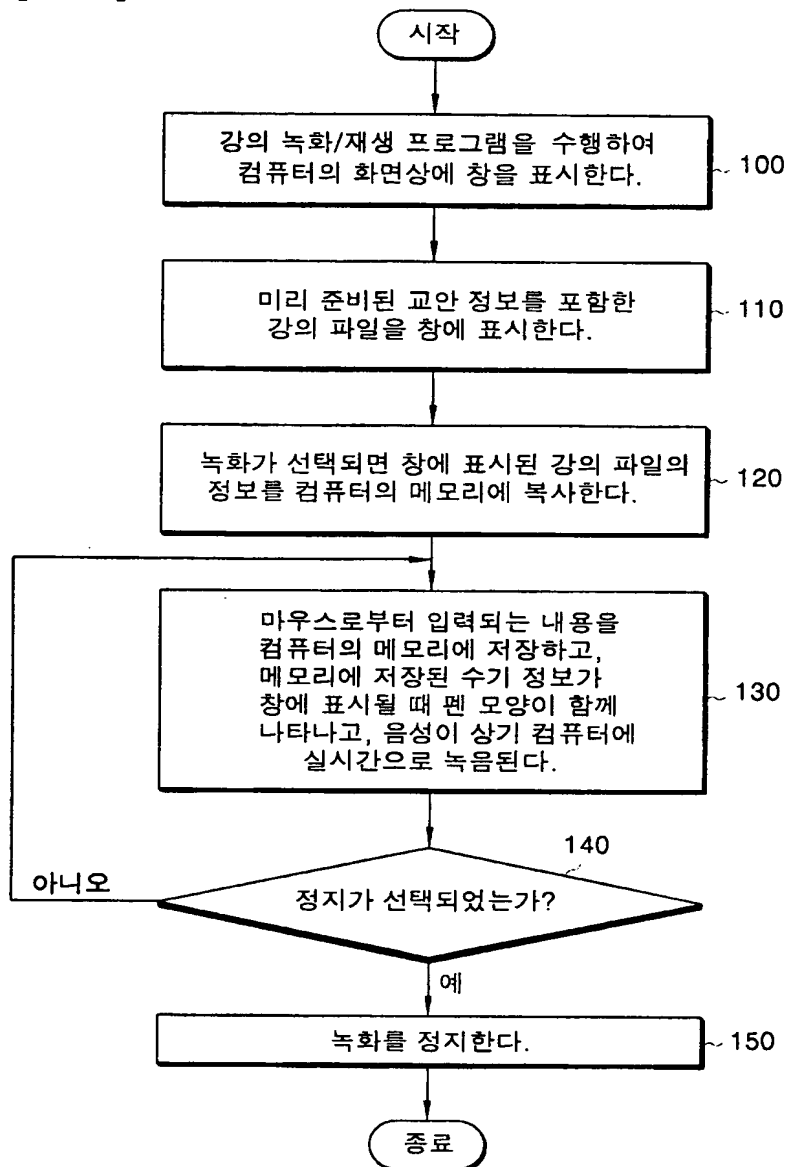 시작
강의 녹화/재생 프로그램을 수행하여
컴퓨터의 화면상에 창을 표시한다.
100
미리 준비된 교안 정보를 포함한
강의 파일을 창에 표시한다.
110
녹화가 선택되면 창에 표시된 강의 파일의
정보를 컴퓨터의 메모리에 복사한다.
120
마우스로부터 입력되는 내용을
컴퓨터의 메모리에 저장하고,
메모리에 저장된 수기 정보가
창에 표시될 때 펜 모양이 함께
나타나고, 음성이 상기 컴퓨터에
실시간으로 녹음된다.
130
140
아니오
정지가 선택되었는가?
예
녹화를 정지한다.
150
종료